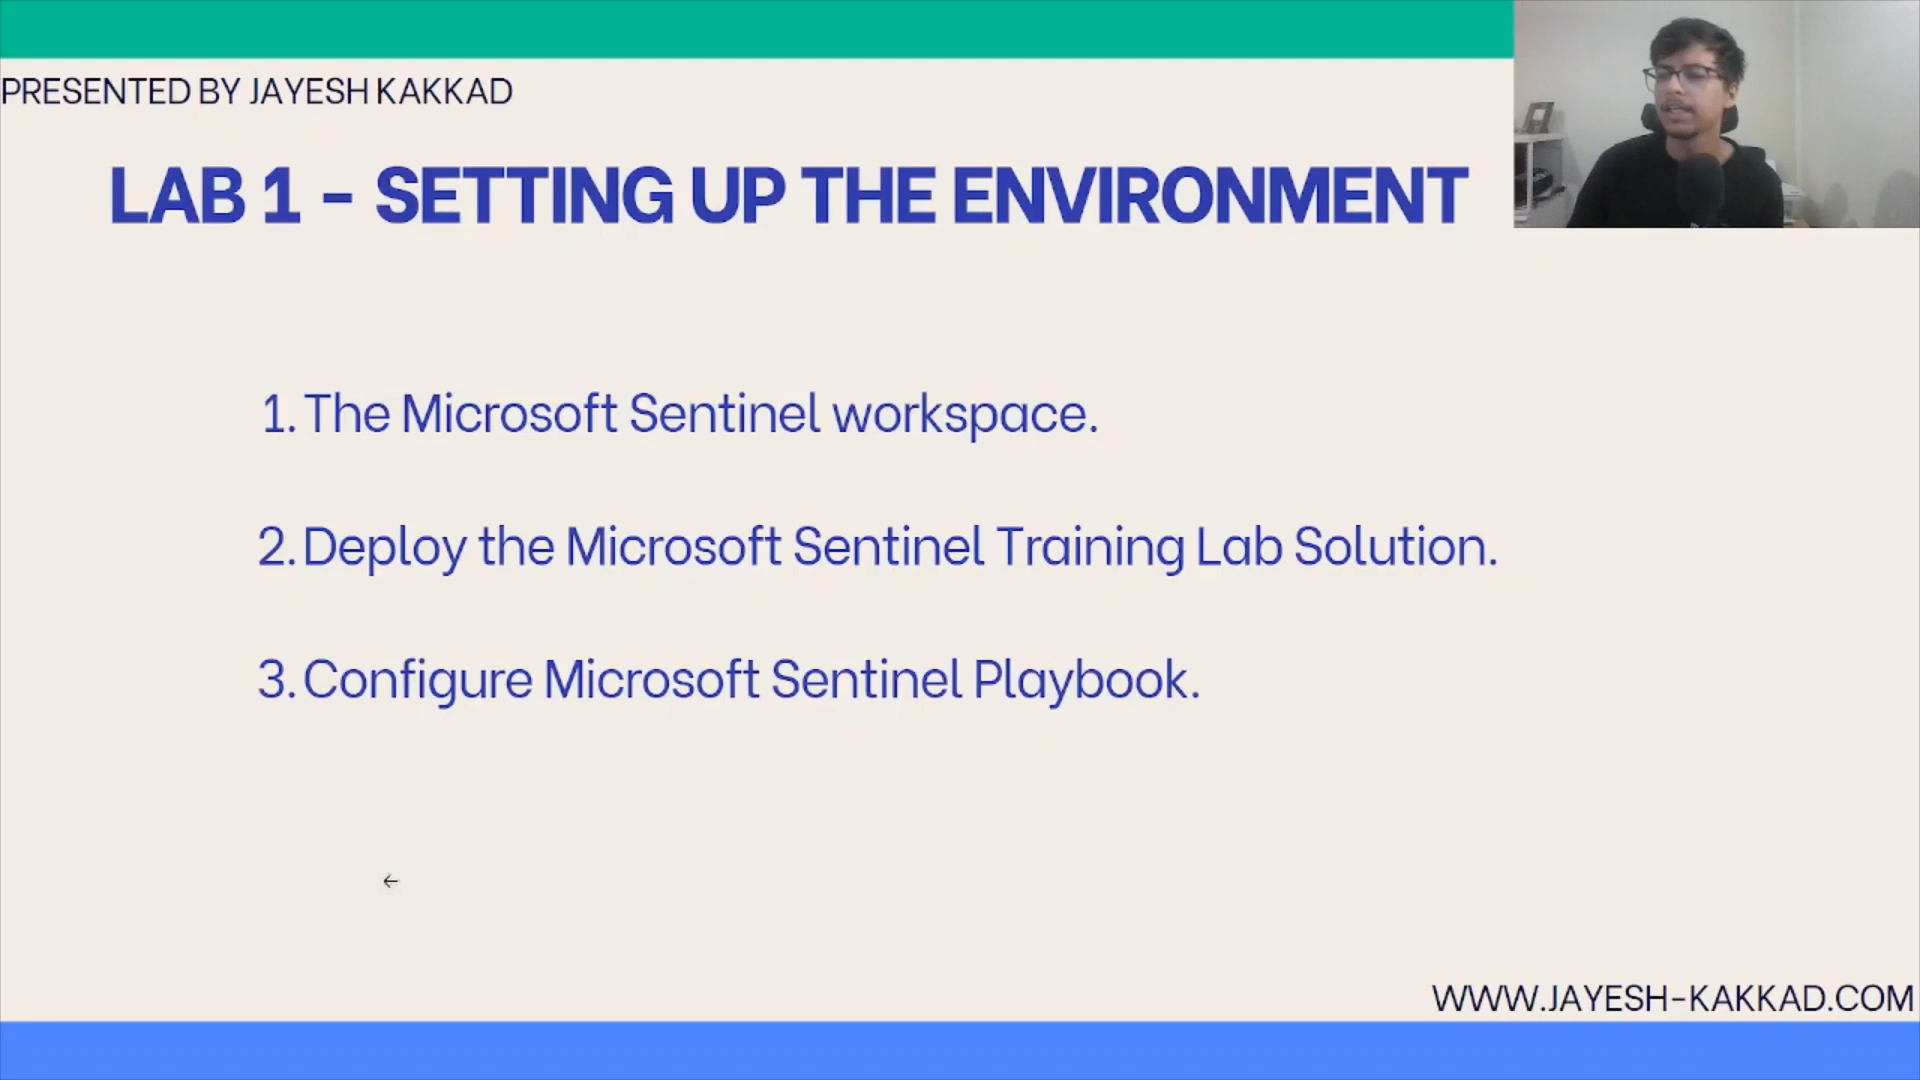 PRESENTED BY JAYESH KAKKAD
LAB 1 - SETTING UP THE ENVIRONMENT
1. The Microsoft Sentinel workspace.
2. Deploy the Microsoft Sentinel Training Lab Solution.
3. Configure Microsoft Sentinel Playbook.
WWW.JAYESH-KAKKAD.COM